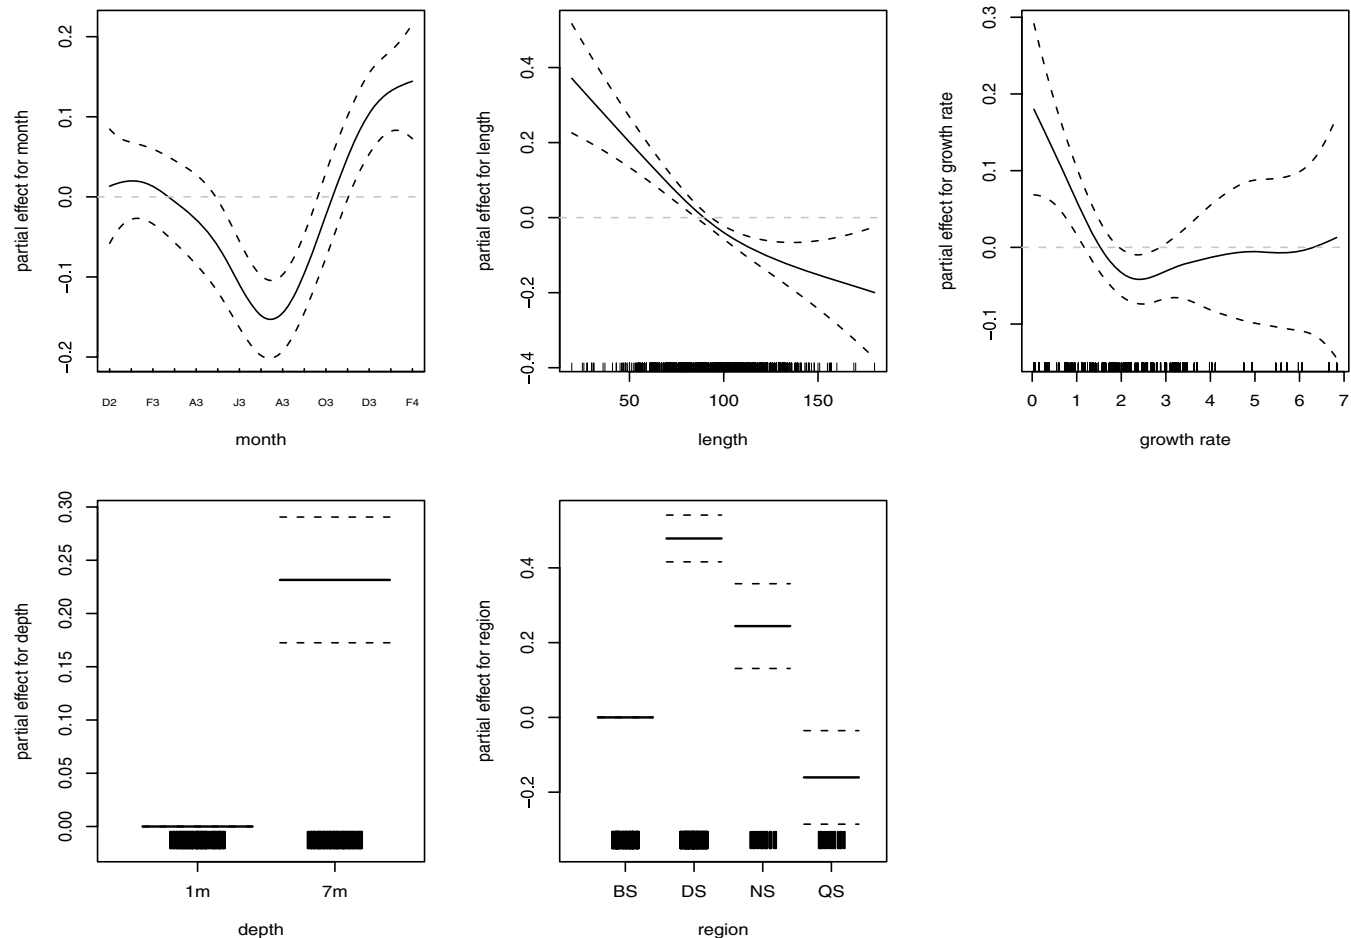 partial effect for month
0.2
0.1
0.0
−0.1
−0.2
D2 F3 A3 J3 A3 O3 D3 F4
month
partial effect for length
0.4
0.2
0.0
−0.2
−0.4
50 100 150
length
partial effect for growth rate
0.3
0.2
0.1
0.0
−0.1
0 1 2 3 4 5 6 7
growth rate
partial effect for depth
0.30
0.25
0.20
0.15
0.10
0.05
0.00
1m 7m
depth
partial effect for region
0.4
0.2
0.0
−0.2
BS DS NS QS
region